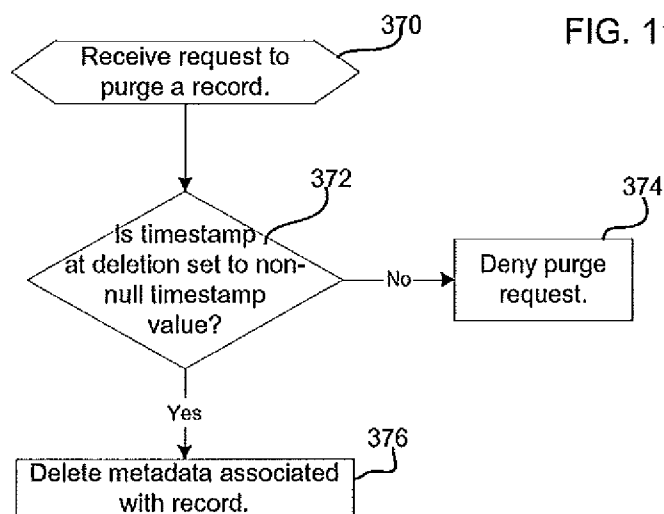 370
FIG. 1
Receive request to
purge a record.
372
374
Is timestamp
at deletion set to non-
null timestamp
value?
No
Deny purge
request.
Yes
376
Delete metadata associated
with record.